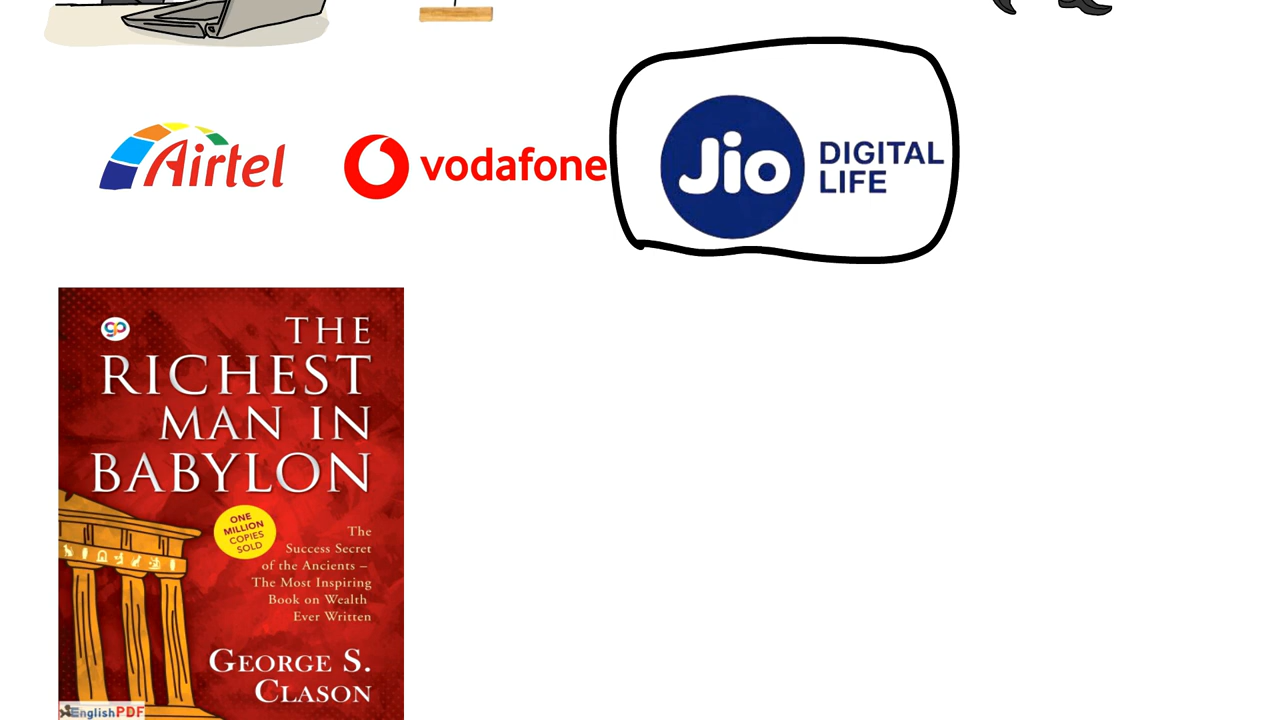 Airtel
vodafone
Jio
DIGITAL
LIFE
go
THE
RICHEST
MAN IN
BABYLON
ONE
MILLION
COPIES
SOLD
The
Success Secret
of the Ancients –
The Most Inspiring
Book on Wealth
Ever Written
GEORGE S.
CLASON
EnglishPDF